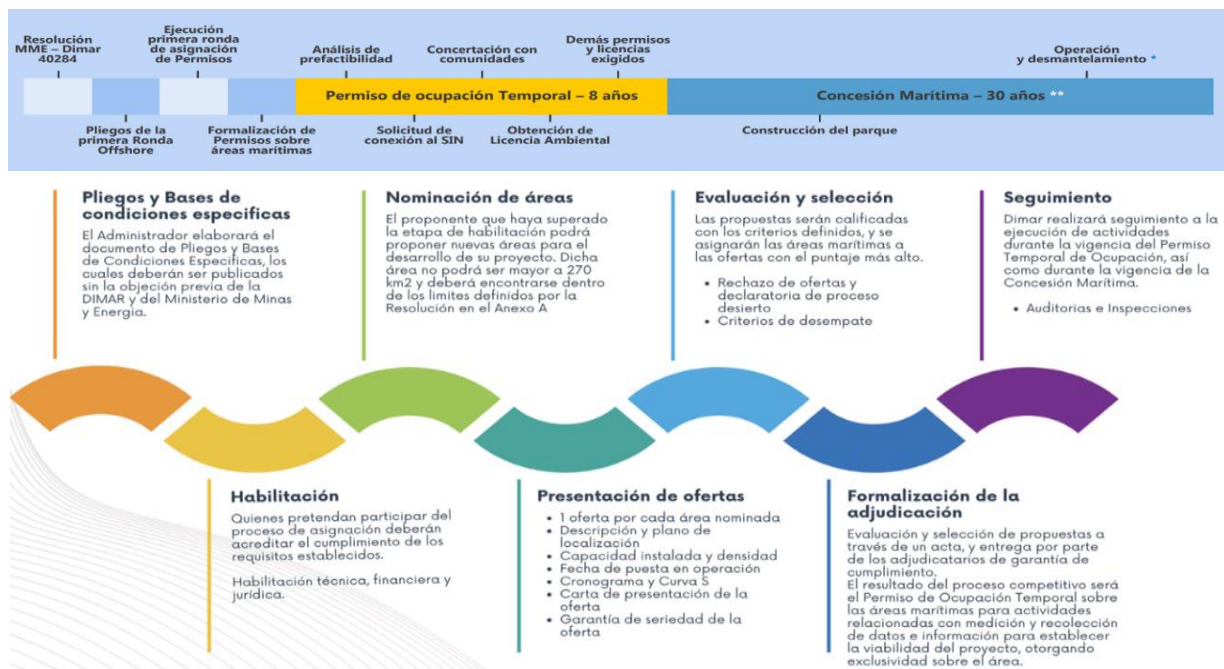 Resolución
MME – Dimar
40284
Ejecución
primera ronda
de asignación
de Permisos
Análisis de
prefactibilidad
Concertación con
comunidades
Demás permisos
y licencias
exigidos
Operación
y desmantelamiento *
Permiso de ocupación Temporal – 8 años
Concesión Marítima – 30 años **
Pliegos de la
primera Ronda
Offshore
Formalización de
Permisos sobre
áreas marítimas
Solicitud de
conexión al SIN
Obtención de
Licencia Ambiental
Construcción del parque
Pliegos y Bases de
condiciones especificas
El Administrador elaborará el
documento de Pliegos y Bases
de Condiciones Específicas, los
cuales deberán ser publicados
sin la objeción previa de la
DIMAR y del Ministerio de Minas
y Energía.
Nominación de áreas
El proponente que haya superado
la etapa de habilitación podrá
proponer nuevas áreas para el
desarrollo de su proyecto. Dicha
área no podrá ser mayor a 270
km2 y deberá encontrarse dentro
de los limites definidos por la
Resolución en el Anexo A
Evaluación y selección
Las propuestas serán calificadas
con los criterios definidos, y se
asignarán las áreas marítimas a
las ofertas con el puntaje más alto.
• Rechazo de ofertas y
declaratoria de proceso
desierto
• Criterios de desempate
Seguimiento
Dimar realizará seguimiento a la
ejecución de actividades
durante la vigencia del Permiso
Temporal de Ocupación, así
como durante la vigencia de la
Concesión Marítima.
• Auditorias e Inspecciones
Habilitación
Quienes pretendan participar del
proceso de asignación deberán
acreditar el cumplimiento de los
requisitos establecidos.
Habilitación técnica, financiera y
jurídica.
Presentación de ofertas
• 1 oferta por cada área nominada
• Descripción y plano de
localización
• Capacidad instalada y densidad
• Fecha de puesta en operación
• Cronograma y Curva S
• Carta de presentación de la
oferta
• Garantía de seriedad de la
oferta
Formalización de la
adjudicación
Evaluación y selección de propuestas a
través de un acta, y entrega por parte
de los adjudicatarios de garantía de
cumplimiento.
El resultado del proceso competitivo será
el Permiso de Ocupación Temporal sobre
las áreas marítimas para actividades
relacionadas con medición y recolección
de datos e información para establecer
la viabilidad del proyecto, otorgando
exclusividad sobre el área.